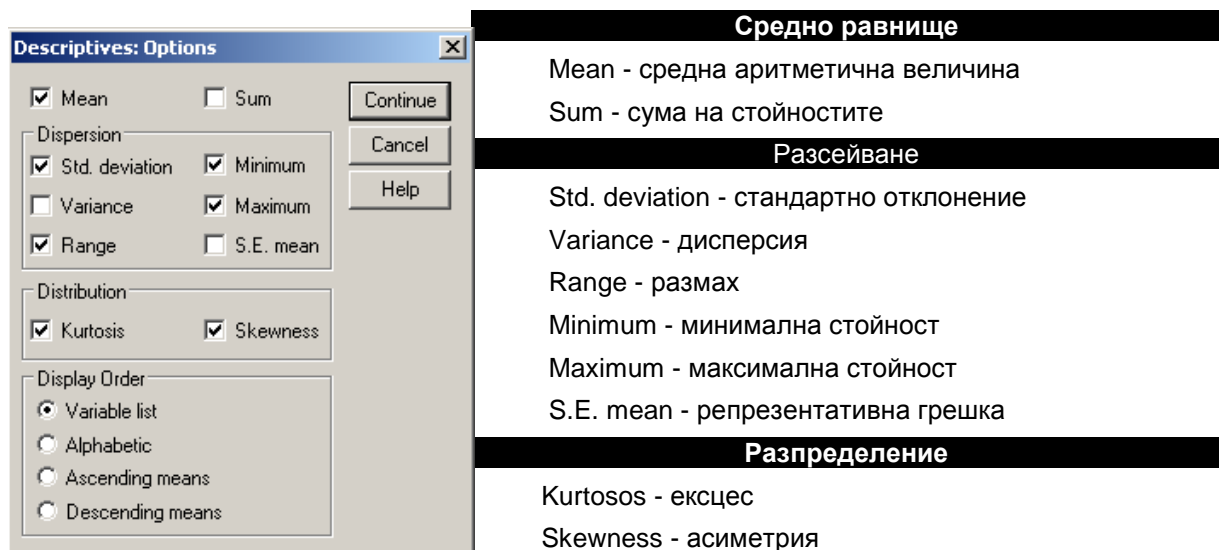 Descriptives: Options
Mean Sum Continue
Dispersion Cancel
Std. deviation Minimum
Variance Maximum Help
Range S.E. mean
Distribution
Kurtosis Skewness
Display Order
Variable list
Alphabetic
Ascending means
Descending means
Средно равнище
Mean - средна аритметична величина
Sum - сума на стойностите
Разсейване
Std. deviation - стандартно отклонение
Variance - дисперсия
Range - размах
Minimum - минимална стойност
Maximum - максимална стойност
S.E. mean - репрезентативна грешка
Разпределение
Kurtosos - ексцес
Skewness - асиметрия